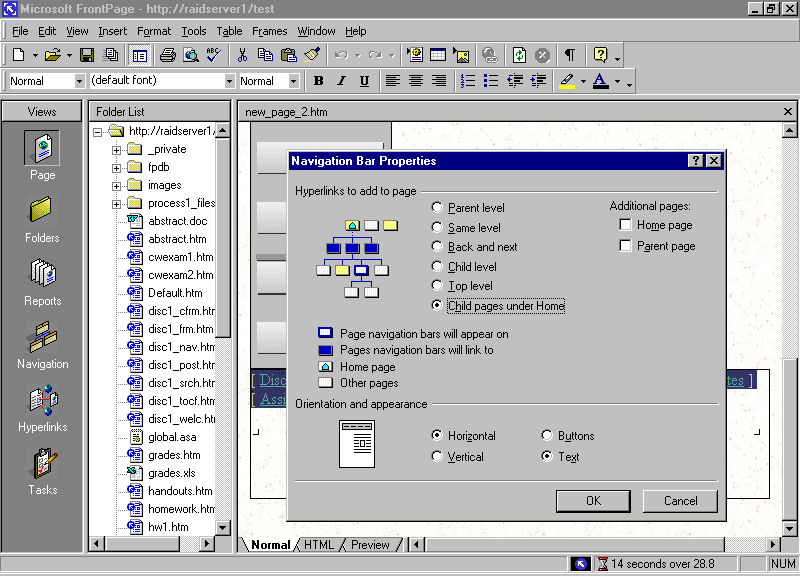 Microsoft FrontPage - http://raidserver1/test
File Edit View Insert Format Tools Table Frames Window Help
Normal (default font) Normal B I U A
Views
Page
Folders
Reports
Navigation
Hyperlinks
Tasks
Folder List
http://raidserver1/
_private
fpdb
images
process1_files
abstract.doc
abstract.htm
cwexam1.htm
cwexam2.htm
Default.htm
disc1_cfrm.htm
disc1_frm.htm
disc1_nav.htm
disc1_post.htm
disc1_srch.htm
disc1_tocf.htm
disc1_welc.htm
global.asa
grades.htm
grades.xls
handouts.htm
homework.htm
hw1.htm
new_page_2.htm
Navigation Bar Properties
Hyperlinks to add to page
Parent level
Same level
Back and next
Child level
Top level
Child pages under Home
Additional pages:
Home page
Parent page
Page navigation bars will appear on
Pages navigation bars will link to
Home page
Other pages
Orientation and appearance
Horizontal
Vertical
Buttons
Text
OK Cancel
[ Disc
tes ]
[ Ass
Normal HTML Preview
14 seconds over 28.8 NUM